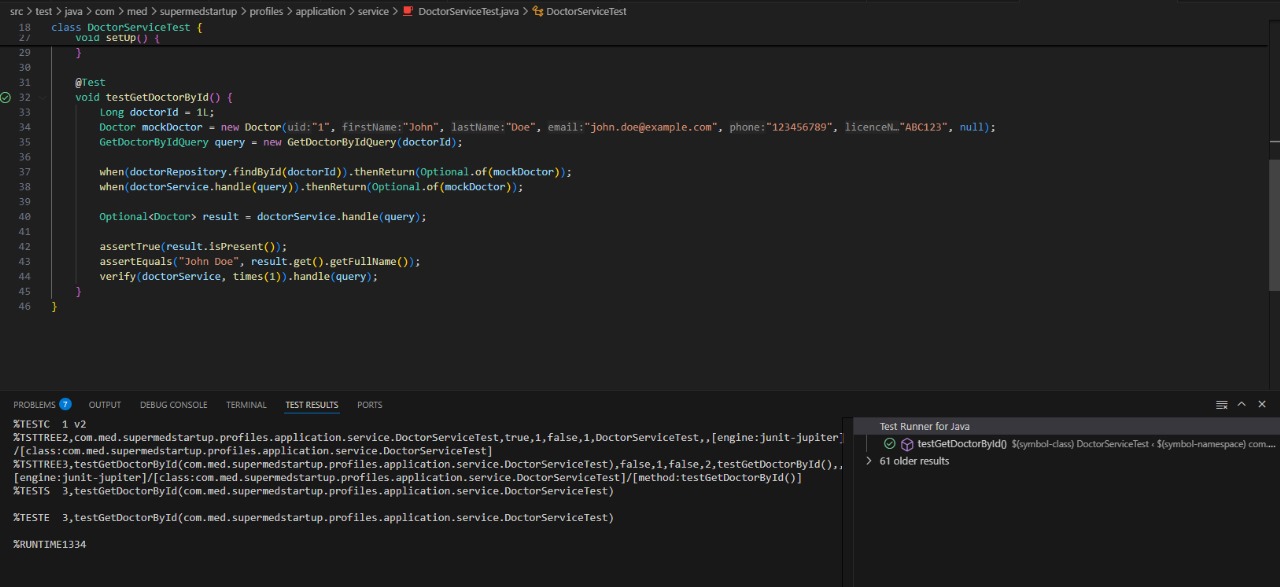 src > test > java > com > med > supermedstartup > profiles > application > service > DoctorServiceTest.java > DoctorServiceTest
18 class DoctorServiceTest {
27 void setUp() {
29 }
30
31 @Test
32 void testGetDoctorById() {
33 Long doctorId = 1L;
34 Doctor mockDoctor = new Doctor(uid:"1", firstName:"John", lastName:"Doe", email:"john.doe@example.com", phone:"123456789", licenceN…"ABC123", null);
35 GetDoctorByIdQuery query = new GetDoctorByIdQuery(doctorId);
36
37 when(doctorRepository.findById(doctorId)).thenReturn(Optional.of(mockDoctor));
38 when(doctorService.handle(query)).thenReturn(Optional.of(mockDoctor));
39
40 Optional<Doctor> result = doctorService.handle(query);
41
42 assertTrue(result.isPresent());
43 assertEquals("John Doe", result.get().getFullName());
44 verify(doctorService, times(1)).handle(query);
45 }
46 }
PROBLEMS 7 OUTPUT DEBUG CONSOLE TERMINAL TEST RESULTS PORTS
%TESTC 1 v2
%TSTTREE2,com.med.supermedstartup.profiles.application.service.DoctorServiceTest,true,1,false,1,DoctorServiceTest,,[engine:junit-jupiter]
/[class:com.med.supermedstartup.profiles.application.service.DoctorServiceTest]
%TSTTREE3,testGetDoctorById(com.med.supermedstartup.profiles.application.service.DoctorServiceTest),false,1,false,2,testGetDoctorById(),,
[engine:junit-jupiter]/[class:com.med.supermedstartup.profiles.application.service.DoctorServiceTest]/[method:testGetDoctorById()]
%TESTS 3,testGetDoctorById(com.med.supermedstartup.profiles.application.service.DoctorServiceTest)
%TESTE 3,testGetDoctorById(com.med.supermedstartup.profiles.application.service.DoctorServiceTest)
%RUNTIME1334
Test Runner for Java
testGetDoctorById() $(symbol-class) DoctorServiceTest < $(symbol-namespace) com....
61 older results